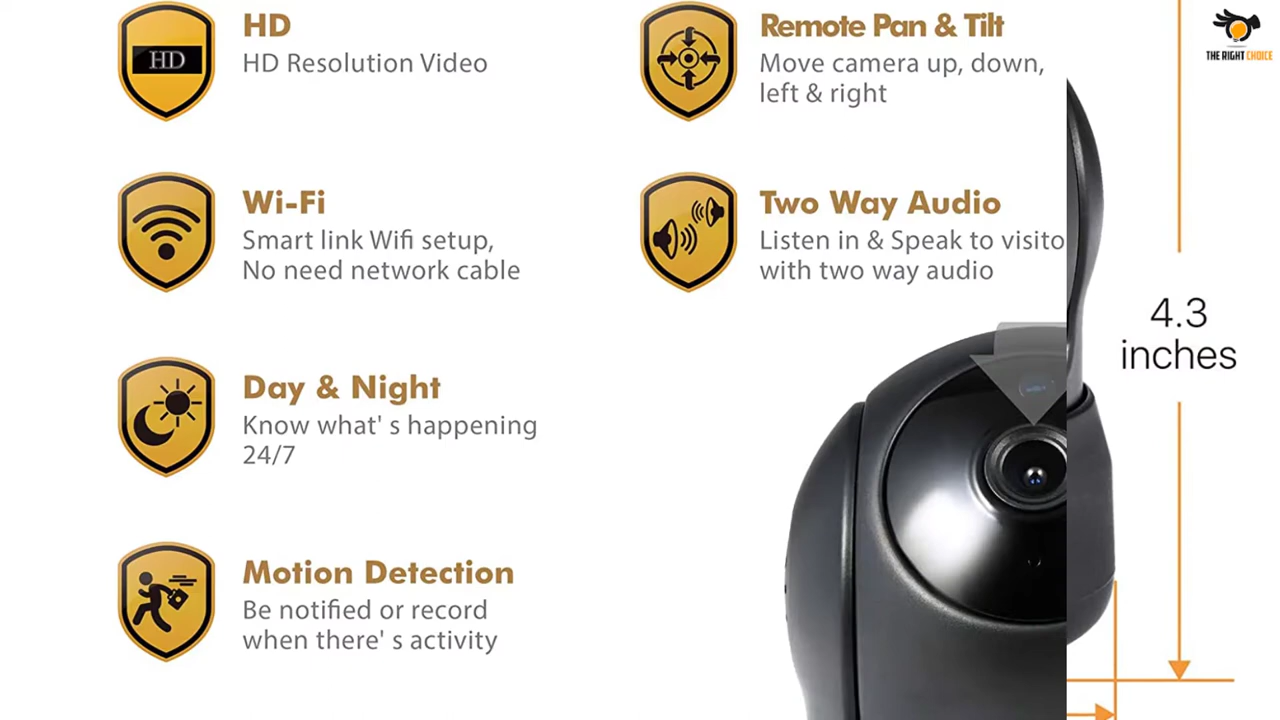 HD
HD Resolution Video
Remote Pan & Tilt
Move camera up, down,
left & right
THE RIGHT CHOICE
Wi-Fi
Smart link Wifi setup,
No need network cable
Two Way Audio
Listen in & Speak to visito
with two way audio
4.3
inches
Day & Night
Know what' s happening
24/7
Motion Detection
Be notified or record
when there' s activity
HD